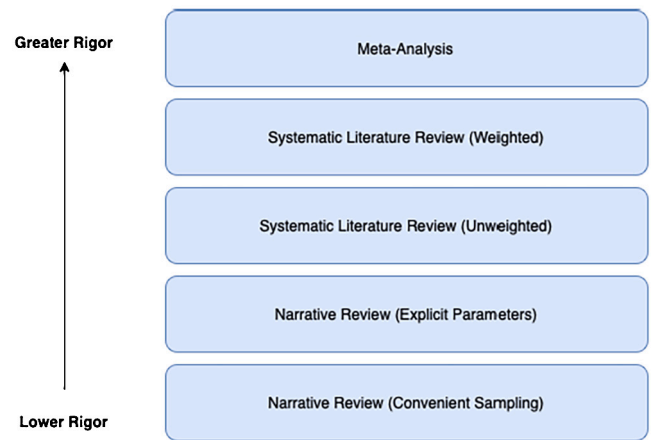 Greater Rigor
Meta-Analysis
Systematic Literature Review (Weighted)
Systematic Literature Review (Unweighted)
Narrative Review (Explicit Parameters)
Narrative Review (Convenient Sampling)
Lower Rigor